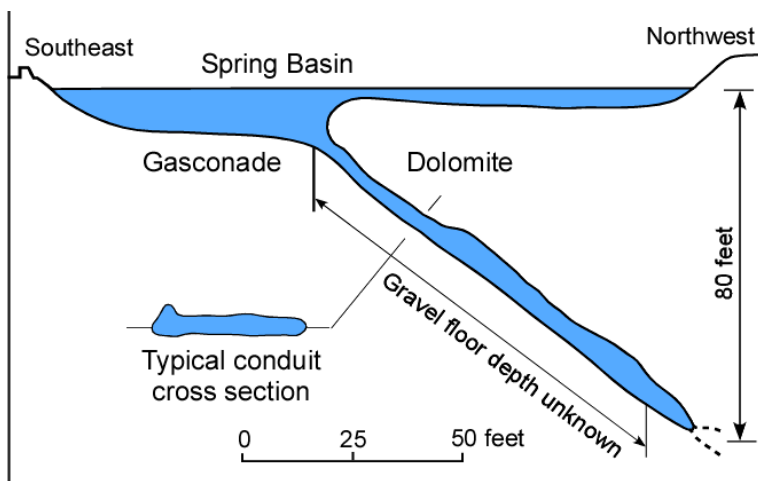 Southeast
Northwest
Spring Basin
Gasconade
Dolomite
80 feet
Gravel floor depth unknown
Typical conduit
cross section
0 25 50 feet